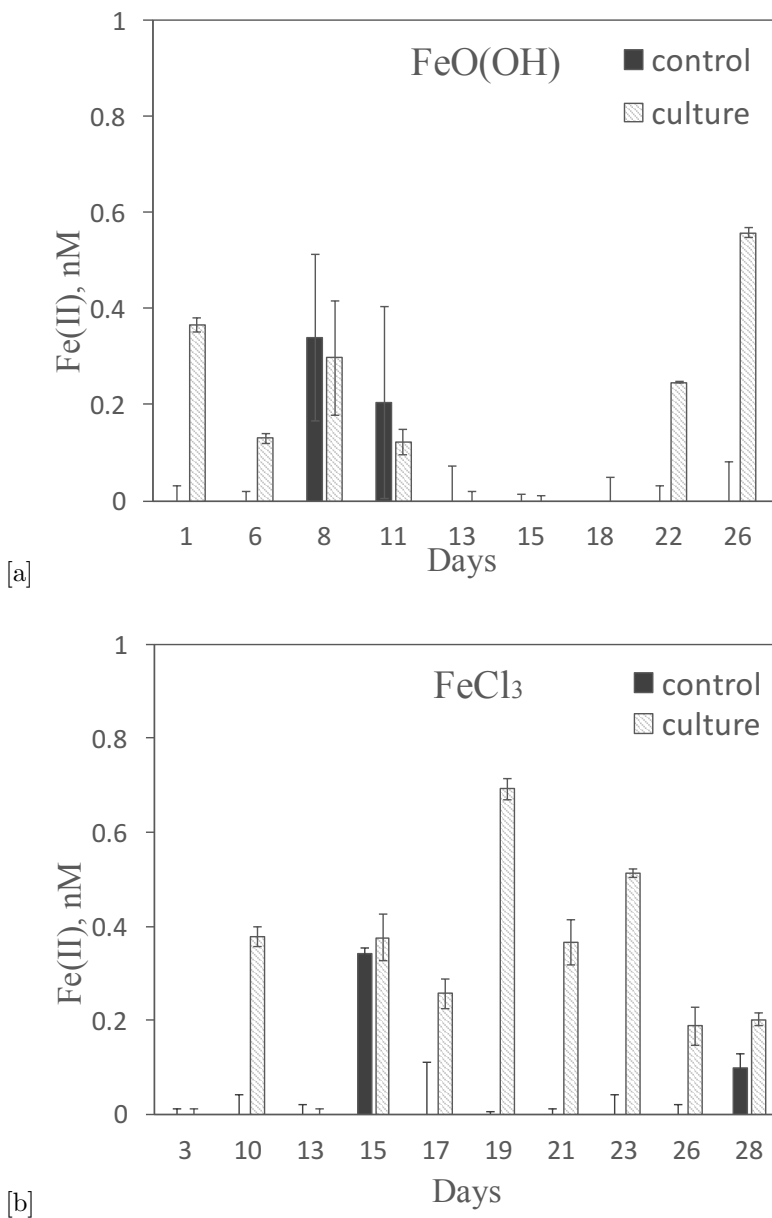 1
FeO(OH)
control
culture
0.8
0.6
0.4
0.2
0
Fe(II), nM
1 6 8 11 13 15 18 22 26
Days
[a]
1
FeCl₃
control
culture
0.8
0.6
0.4
0.2
0
Fe(II), nM
3 10 13 15 17 19 21 23 26 28
Days
[b]